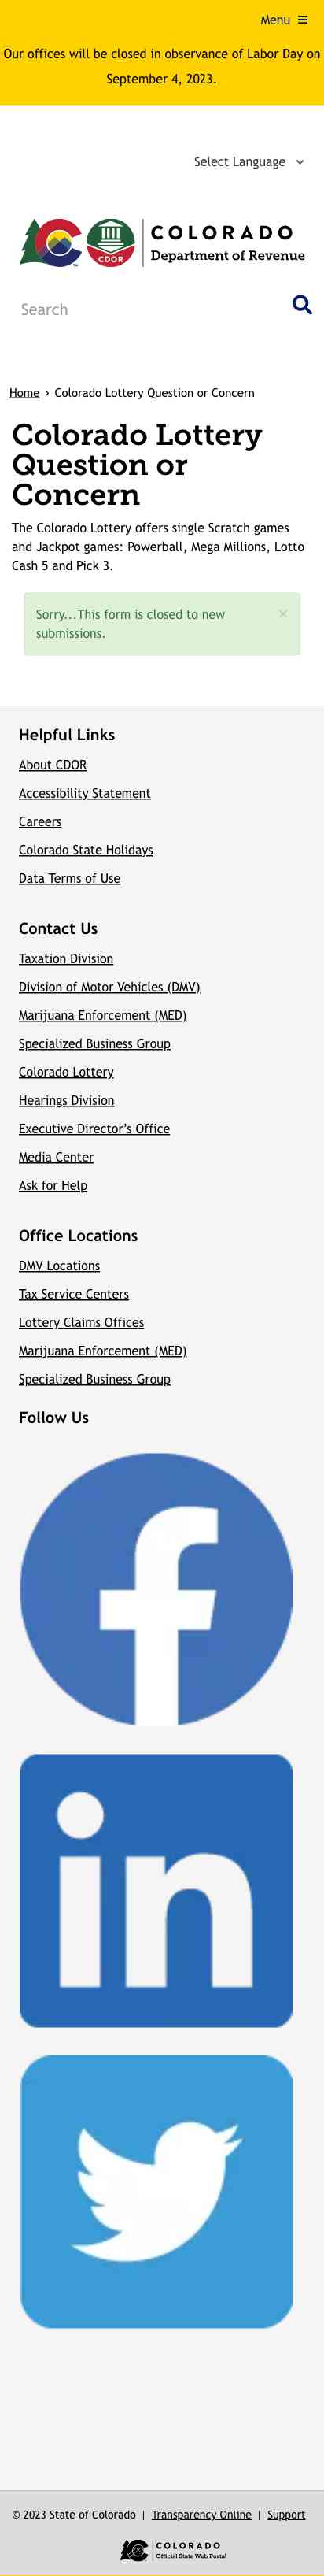 Menu
Our offices will be closed in observance of Labor Day on
September 4, 2023.
Select Language
CDOR
COLORADO
Department of Revenue
Search
Home › Colorado Lottery Question or Concern
Colorado Lottery
Question or
Concern
The Colorado Lottery offers single Scratch games
and Jackpot games: Powerball, Mega Millions, Lotto
Cash 5 and Pick 3.
Sorry...This form is closed to new
submissions.
×
Helpful Links
About CDOR
Accessibility Statement
Careers
Colorado State Holidays
Data Terms of Use
Contact Us
Taxation Division
Division of Motor Vehicles (DMV)
Marijuana Enforcement (MED)
Specialized Business Group
Colorado Lottery
Hearings Division
Executive Director's Office
Media Center
Ask for Help
Office Locations
DMV Locations
Tax Service Centers
Lottery Claims Offices
Marijuana Enforcement (MED)
Specialized Business Group
Follow Us
f
in
© 2023 State of Colorado | Transparency Online | Support
COLORADO
Official State Web Portal